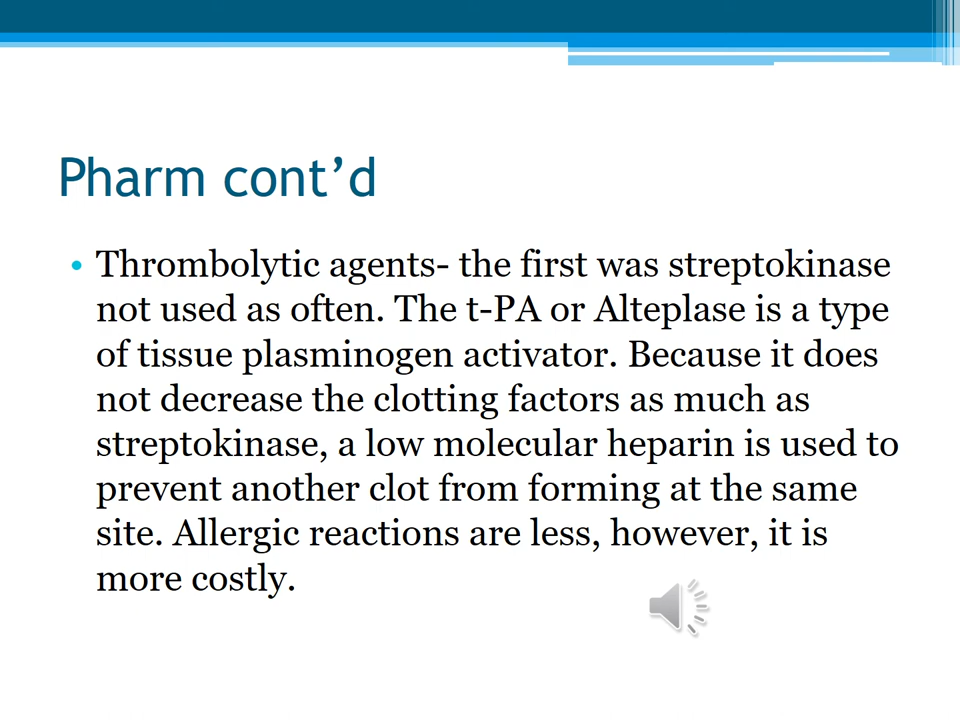 Pharm cont’d
• Thrombolytic agents- the first was streptokinase
not used as often. The t-PA or Alteplase is a type
of tissue plasminogen activator. Because it does
not decrease the clotting factors as much as
streptokinase, a low molecular heparin is used to
prevent another clot from forming at the same
site. Allergic reactions are less, however, it is
more costly.